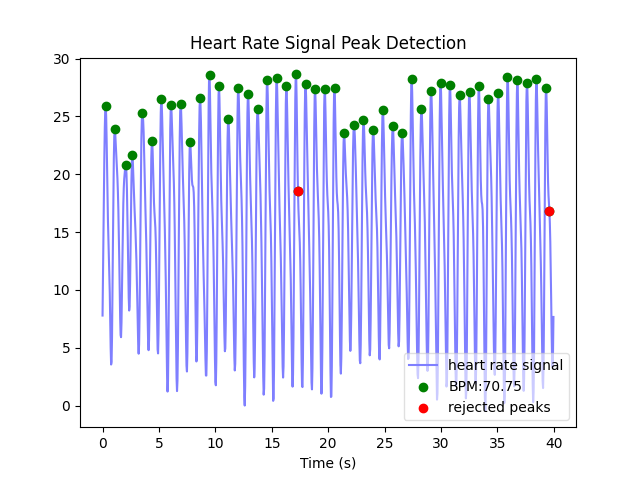 Heart Rate Signal Peak Detection
30
25
20
15
10
5
0
heart rate signal
BPM:70.75
rejected peaks
0 5 10 15 20 25 30 35 40
Time (s)